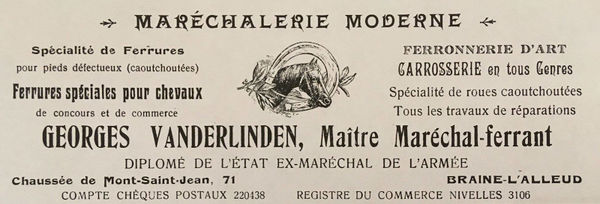 MARÉCHALERIE MODERNE
Spécialité de Ferrures
pour pieds défectueux (caoutchoutées)
Ferrures spéciales pour chevaux
de concours et de commerce
FERRONNERIE D'ART
CARROSSERIE en tous Genres
Spécialité de roues caoutchoutées
Tous les travaux de réparations
GEORGES VANDERLINDEN, Maître Maréchal-ferrant
DIPLOMÉ DE L'ÉTAT EX-MARÉCHAL DE L'ARMÉE
Chaussée de Mont-Saint-Jean, 71 BRAINE-L'ALLEUD
COMPTE CHÈQUES POSTAUX 220438 REGISTRE DU COMMERCE NIVELLES 3106